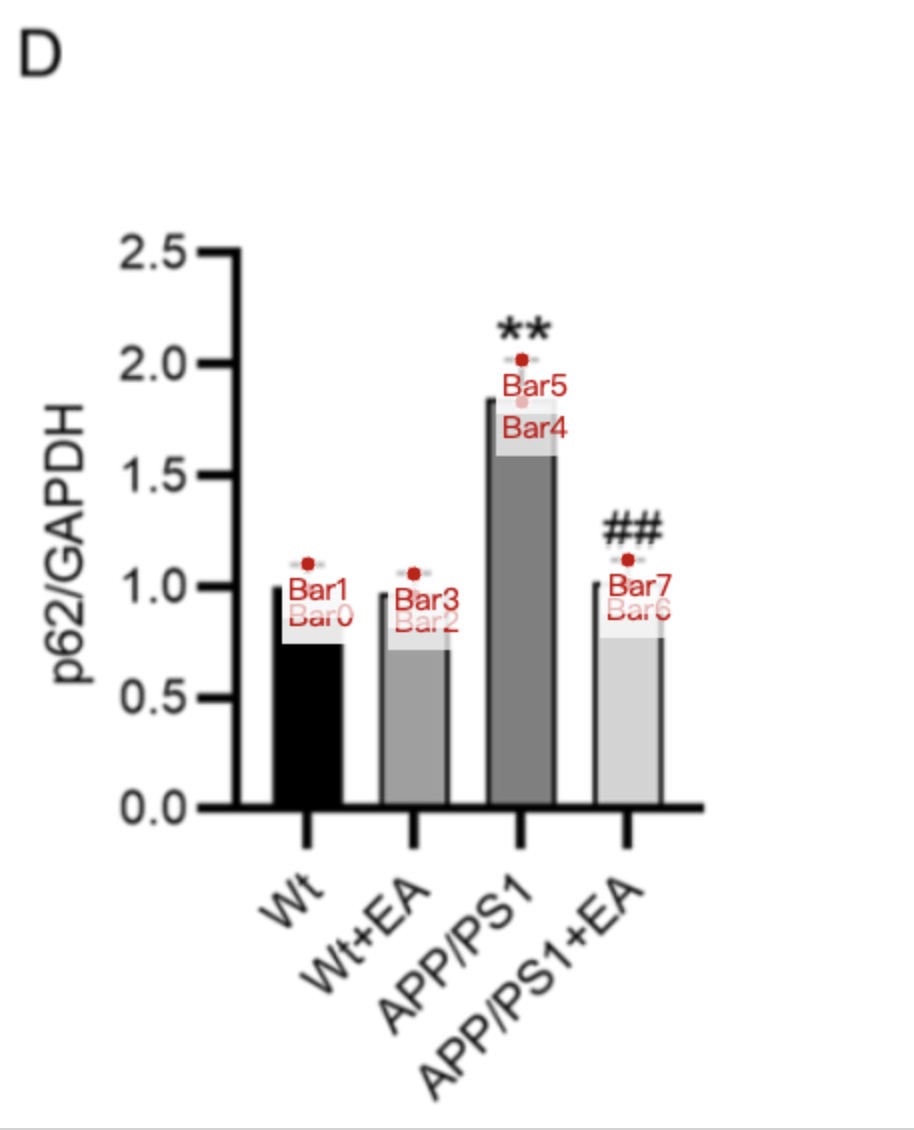 D
p62/GAPDH
2.5
2.0
1.5
1.0
0.5
0.0
**
##
Bar5
Bar4
Bar1
Bar0
Bar3
Bar2
Bar7
Bar6
Wt
Wt+EA
APP/PS1
APP/PS1+EA